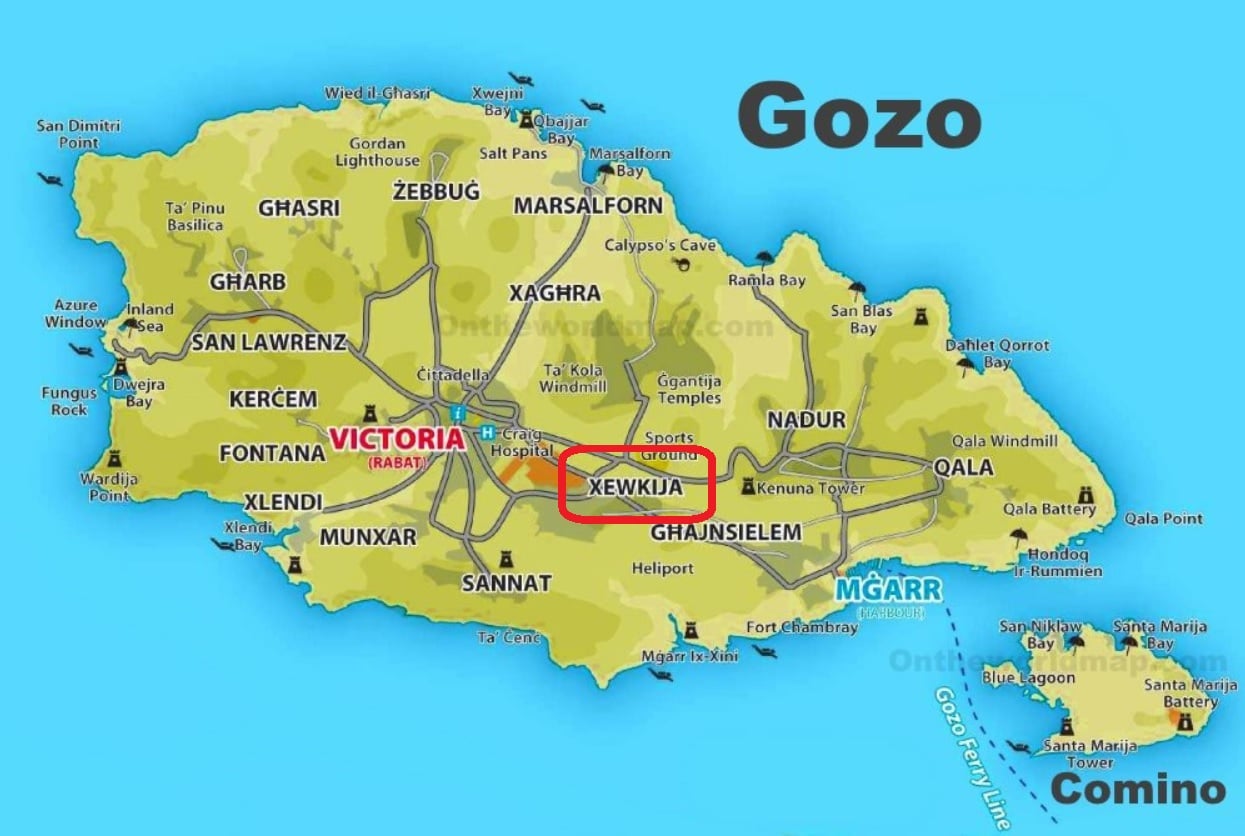 Gozo
Wied il-Għasri
Xwejni
Bay
Qbajjar
Bay
San Dimitri
Point
Gordan
Lighthouse
Salt Pans
Marsalforn
Bay
ŻEBBUĠ
Ta' Pinu
Basilica
GĦASRI
MARSALFORN
Calypso's Cave
Ramla Bay
GĦARB
XAGĦRA
Azure
Window
Inland
Sea
San Blas
Bay
Ontheworldmap.com
SAN LAWRENZ
Daħlet Qorrot
Bay
Ċittadella
Ta' Kola
Windmill
Ġgantija
Temples
Fungus
Rock
Dwejra
Bay
KERĊEM
i
NADUR
H
Craig
Hospital
Sports
Ground
VICTORIA
(RABAT)
FONTANA
Qala Windmill
QALA
Wardija
Point
XEWKIJA
Kenuna Tower
XLENDI
Qala Battery
Qala Point
Xlendi
Bay
MUNXAR
GĦAJNSIELEM
Ħondoq
Ir-Rummien
Heliport
SANNAT
MĠARR
(HARBOUR)
Ta' Ċenċ
Fort Chambray
Mġarr Ix-Xini
San Niklaw
Bay
Santa Marija
Bay
Ontheworldmap.com
Blue Lagoon
Santa Marija
Battery
Gozo Ferry Line
Santa Marija
Tower
Comino